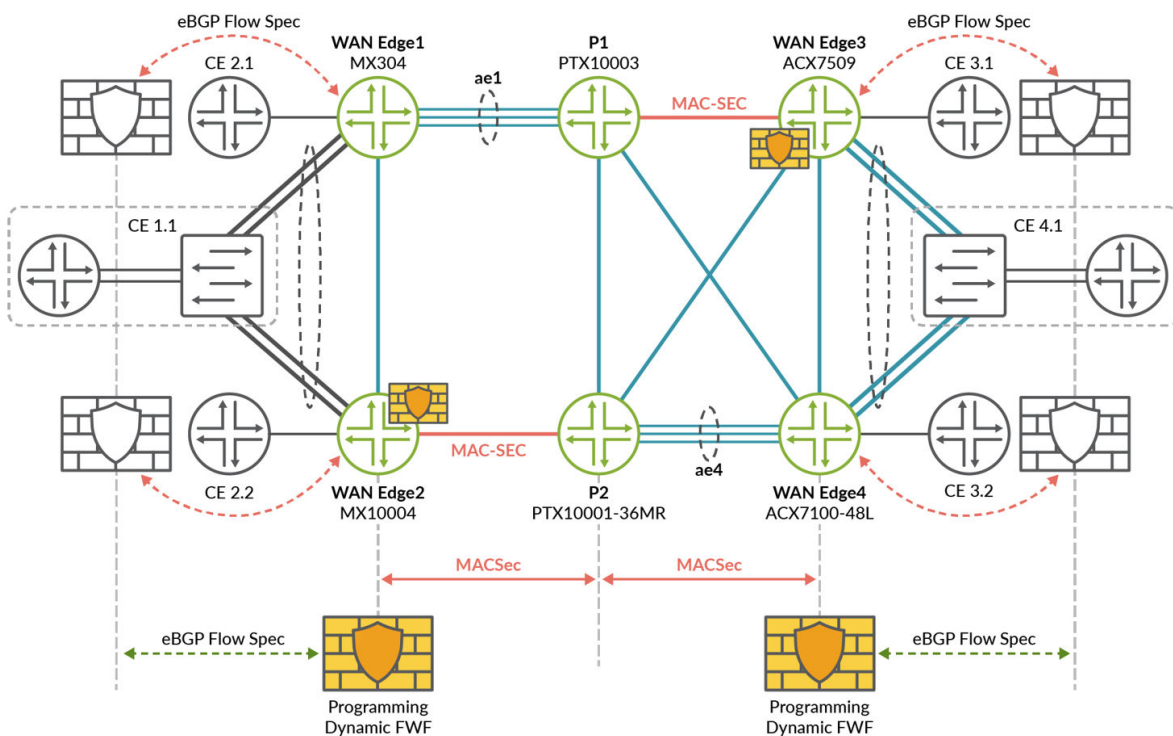 eBGP Flow Spec
CE 2.1
WAN Edge1
MX304
ae1
P1
PTX10003
MAC-SEC
WAN Edge3
ACX7509
CE 3.1
eBGP Flow Spec
CE 1.1
CE 4.1
CE 2.2
WAN Edge2
MX10004
MAC-SEC
P2
PTX10001-36MR
ae4
WAN Edge4
ACX7100-48L
CE 3.2
MACSec
MACSec
eBGP Flow Spec
eBGP Flow Spec
Programming
Dynamic FWF
Programming
Dynamic FWF